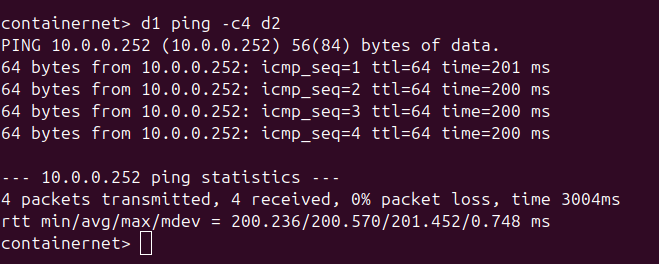 containernet> d1 ping -c4 d2
PING 10.0.0.252 (10.0.0.252) 56(84) bytes of data.
64 bytes from 10.0.0.252: icmp_seq=1 ttl=64 time=201 ms
64 bytes from 10.0.0.252: icmp_seq=2 ttl=64 time=200 ms
64 bytes from 10.0.0.252: icmp_seq=3 ttl=64 time=200 ms
64 bytes from 10.0.0.252: icmp_seq=4 ttl=64 time=200 ms

--- 10.0.0.252 ping statistics ---
4 packets transmitted, 4 received, 0% packet loss, time 3004ms
rtt min/avg/max/mdev = 200.236/200.570/201.452/0.748 ms
containernet>